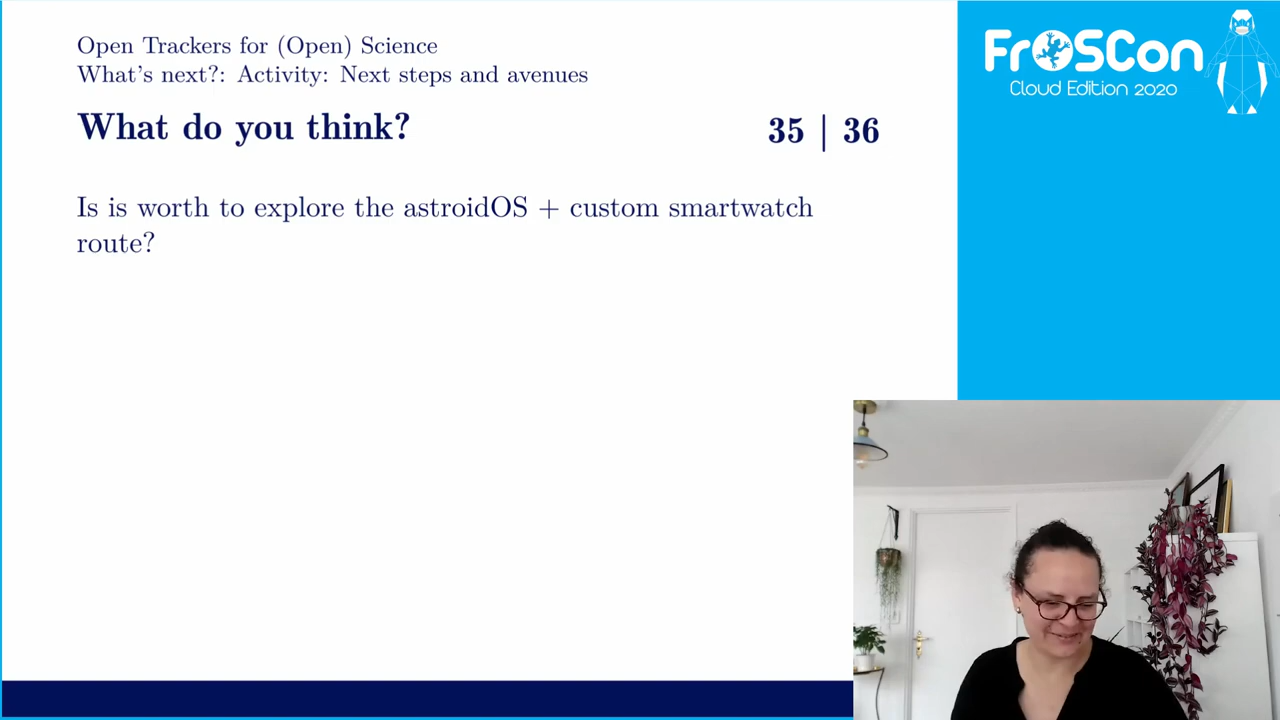 Open Trackers for (Open) Science
What's next?: Activity: Next steps and avenues
What do you think?
35 | 36
Is is worth to explore the astroidOS + custom smartwatch
route?
FrOSCon
Cloud Edition 2020